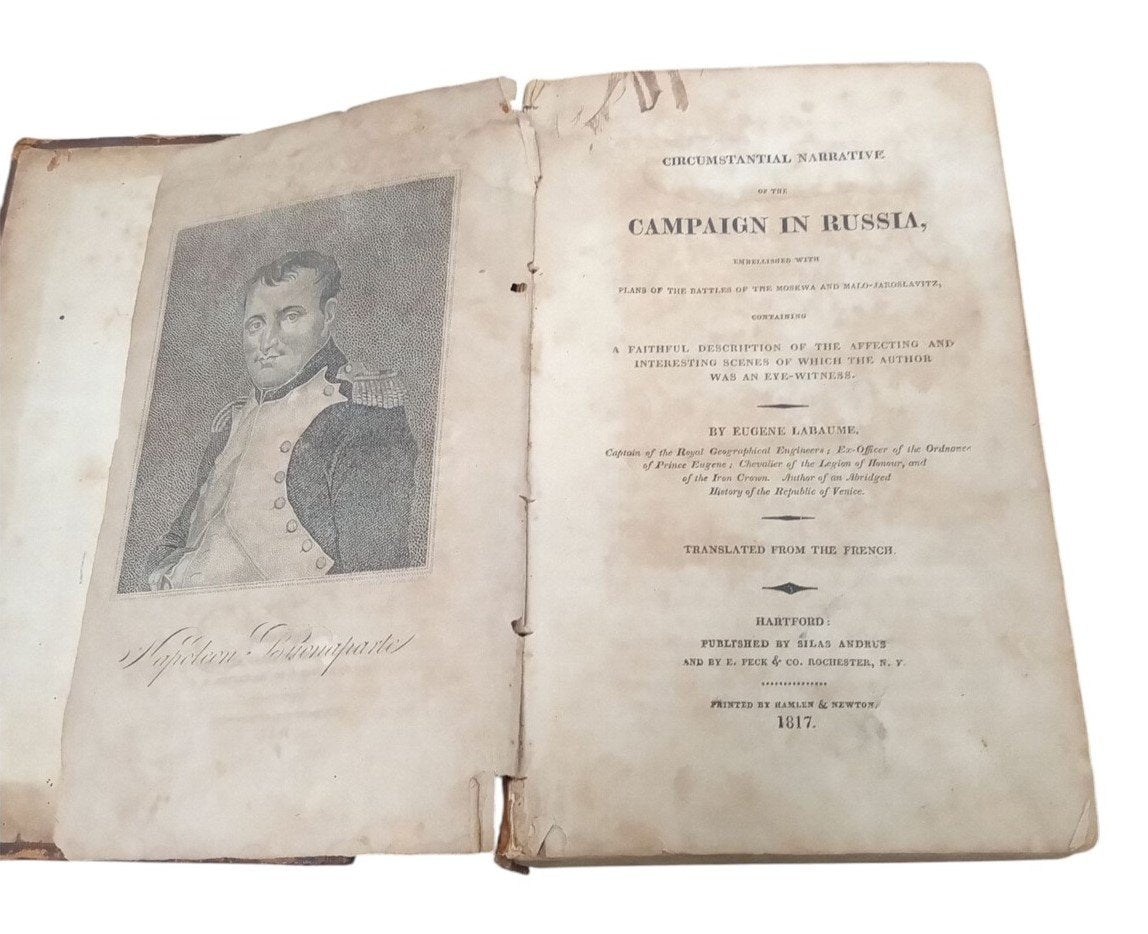 Napoleon Bonaparte
CIRCUMSTANTIAL NARRATIVE
OF THE
CAMPAIGN IN RUSSIA,
EMBELLISHED WITH
PLANS OF THE BATTLES OF THE MOSKWA AND MALO-JAROSLAVITZ,
CONTAINING
A FAITHFUL DESCRIPTION OF THE AFFECTING AND
INTERESTING SCENES OF WHICH THE AUTHOR
WAS AN EYE-WITNESS.
BY EUGENE LABAUME,
Captain of the Royal Geographical Engineers; Ex-Officer of the Ordnance
of Prince Eugene; Chevalier of the Legion of Honour, and
of the Iron Crown. Author of an Abridged
History of the Republic of Venice.
TRANSLATED FROM THE FRENCH.
HARTFORD:
PUBLISHED BY SILAS ANDRUS
AND BY E. PECK & CO. ROCHESTER, N. Y.
PRINTED BY HAMLEN & NEWTON.
1817.